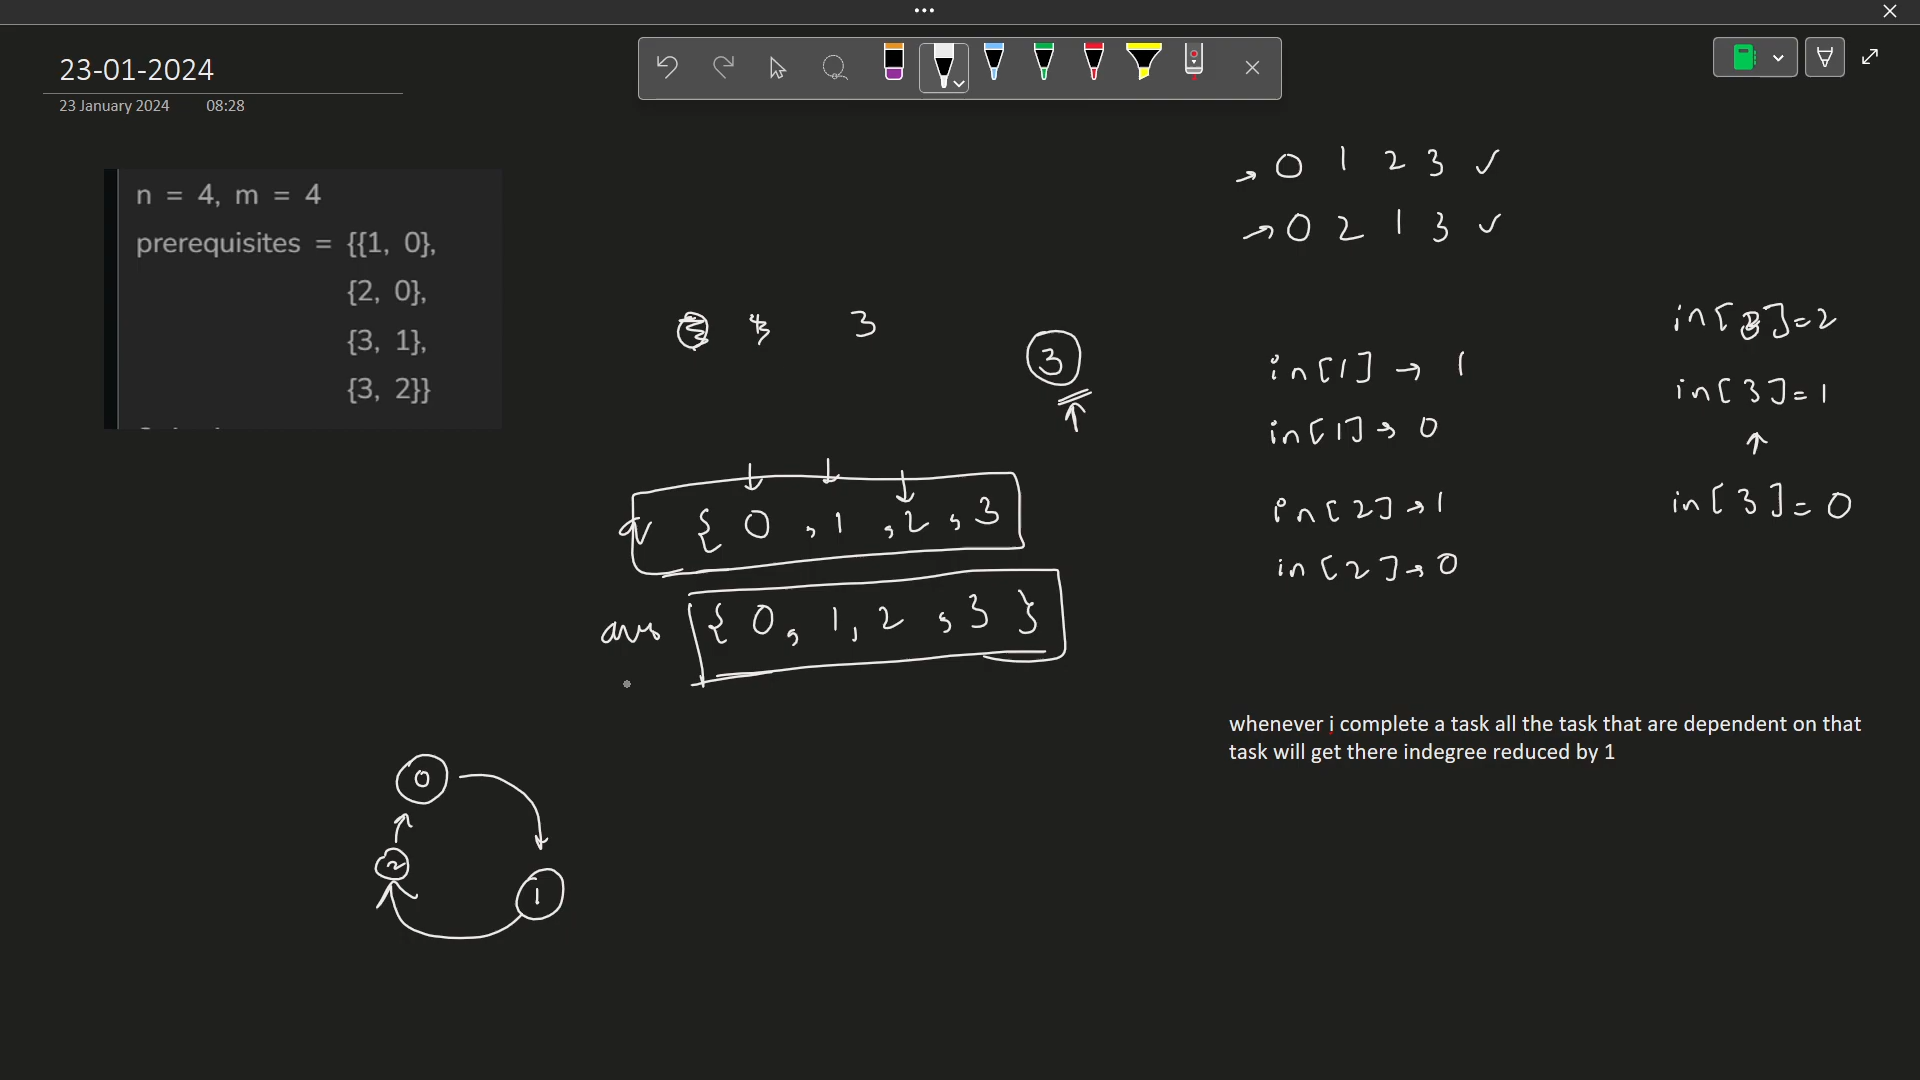 23-01-2024
23 January 2024 08:28
n = 4, m = 4
prerequisites = {{1, 0},
{2, 0},
{3, 1},
{3, 2}}
→ 0 1 2 3 ✓
→ 0 2 1 3 ✓
3
3
in[1] → 1
in[1] → 0
in[2] → 1
in[2] → 0
in[3]=2
in[3]=1
in[3]=0
q { 0 , 1 , 2 , 3
ans { 0, 1, 2 , 3 }
whenever i complete a task all the task that are dependent on that
task will get there indegree reduced by 1
0
2
1